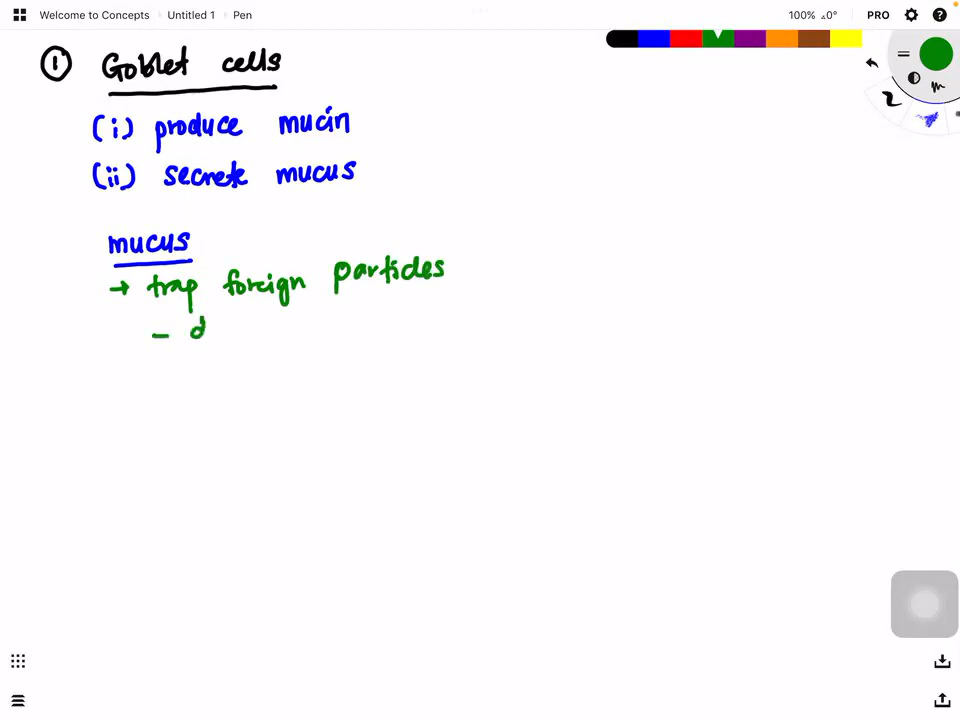 Welcome to Concepts › Untitled 1 › Pen
100% 0°
PRO
① Goblet cells
(i) produce mucin
(ii) secrete mucus
mucus
→ trap foreign particles
- d